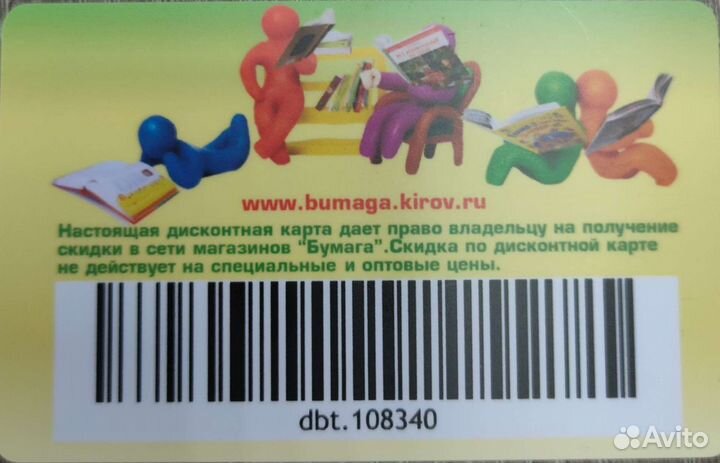 www.bumaga.kirov.ru
Настоящая дисконтная карта дает право владельцу на получение
скидки в сети магазинов "Бумага".Скидка по дисконтной карте
не действует на специальные и оптовые цены.
dbt.108340
Avito